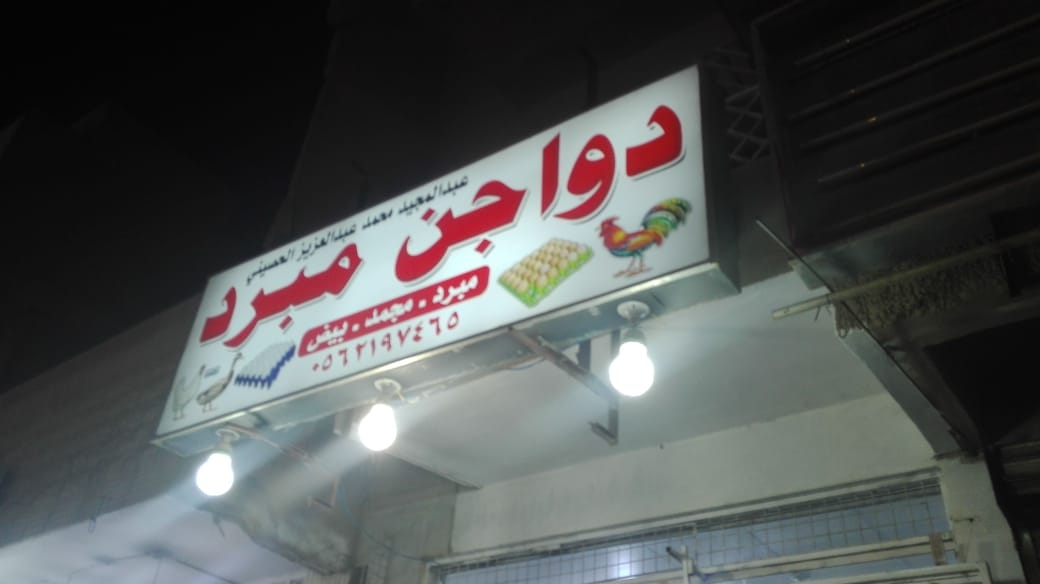 عبدالمجيد محمد عبدالعزيز الحسيني
دواجن مبرد
مبرد - مجمد - بيض
٠٥٦٢١٩٧٤٦٥